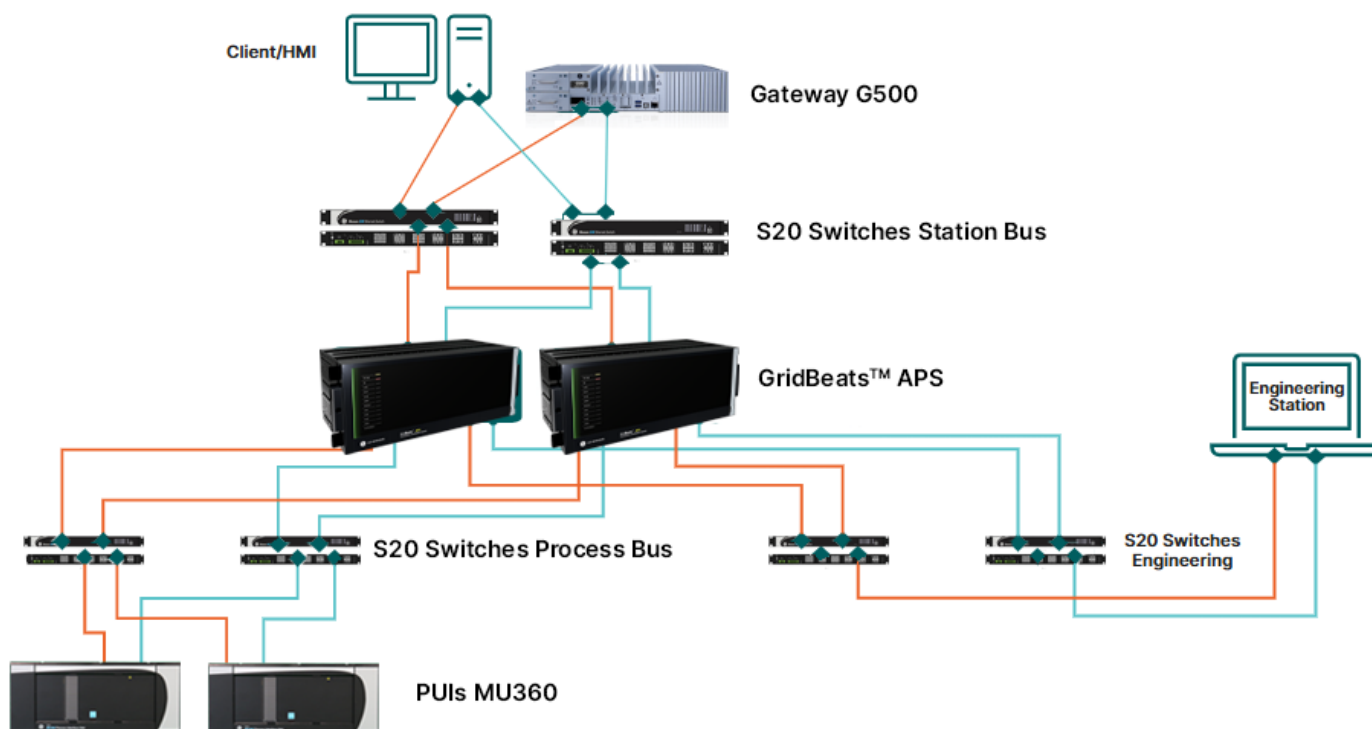 Client/HMI
Gateway G500
S20 Switches Station Bus
GridBeats™ APS
Engineering
Station
S20 Switches Process Bus
S20 Switches
Engineering
PUIs MU360